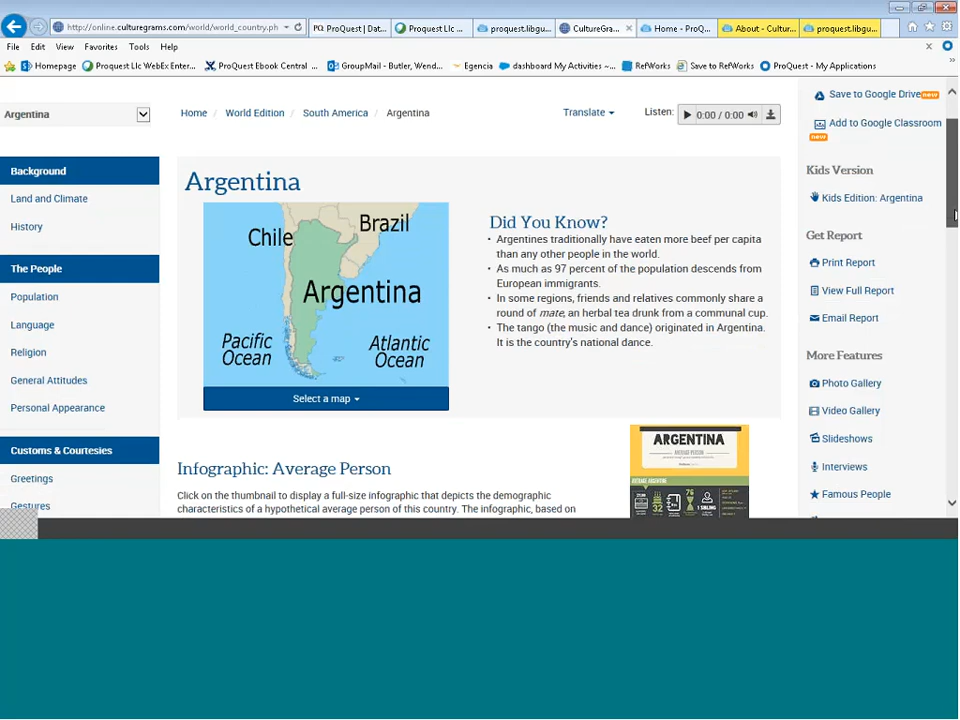 http://online.culturegrams.com/world/world_country.ph
ProQuest | Dat...
Proquest Llc ...
proquest.libgu...
CultureGra...
Home - ProQ...
About - Cultur...
proquest.libgu...
File Edit View Favorites Tools Help
Homepage
Proquest Llc WebEx Enter...
ProQuest Ebook Central ...
GroupMail - Butler, Wend...
Egencia
dashboard My Activities ~...
RefWorks
Save to RefWorks
ProQuest - My Applications
Argentina
Home / World Edition / South America / Argentina
Translate
Listen:
0:00 / 0:00
Background
Land and Climate
History
The People
Population
Language
Religion
General Attitudes
Personal Appearance
Customs & Courtesies
Greetings
Gestures
Argentina
Chile
Brazil
Argentina
Pacific
Ocean
Atlantic
Ocean
Select a map
Did You Know?
• Argentines traditionally have eaten more beef per capita
than any other people in the world.
• As much as 97 percent of the population descends from
European immigrants.
• In some regions, friends and relatives commonly share a
round of mate, an herbal tea drunk from a communal cup.
• The tango (the music and dance) originated in Argentina.
It is the country's national dance.
Infographic: Average Person
Click on the thumbnail to display a full-size infographic that depicts the demographic
characteristics of a hypothetical average person of this country. The infographic, based on
ARGENTINA
AVERAGE PERSON
AVERAGE ARGENTINE
32
76
1 SIBLING
Save to Google Drive new
Add to Google Classroom
new
Kids Version
Kids Edition: Argentina
Get Report
Print Report
View Full Report
Email Report
More Features
Photo Gallery
Video Gallery
Slideshows
Interviews
Famous People